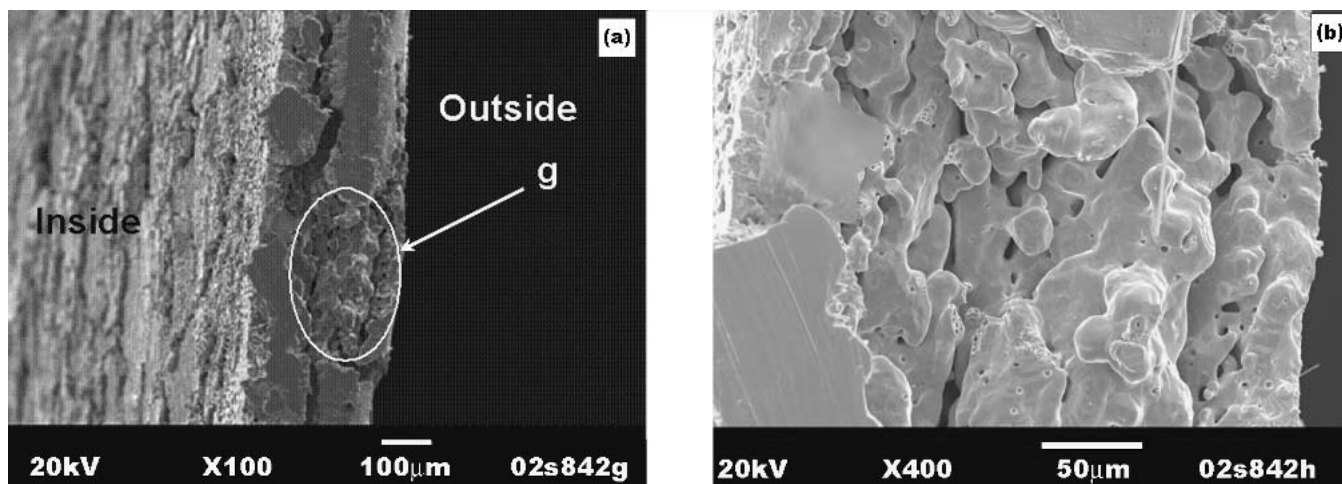 (a)
Outside
g
Inside
20kV X100 100μm 02s842g
(b)
20kV X400 50μm 02s842h